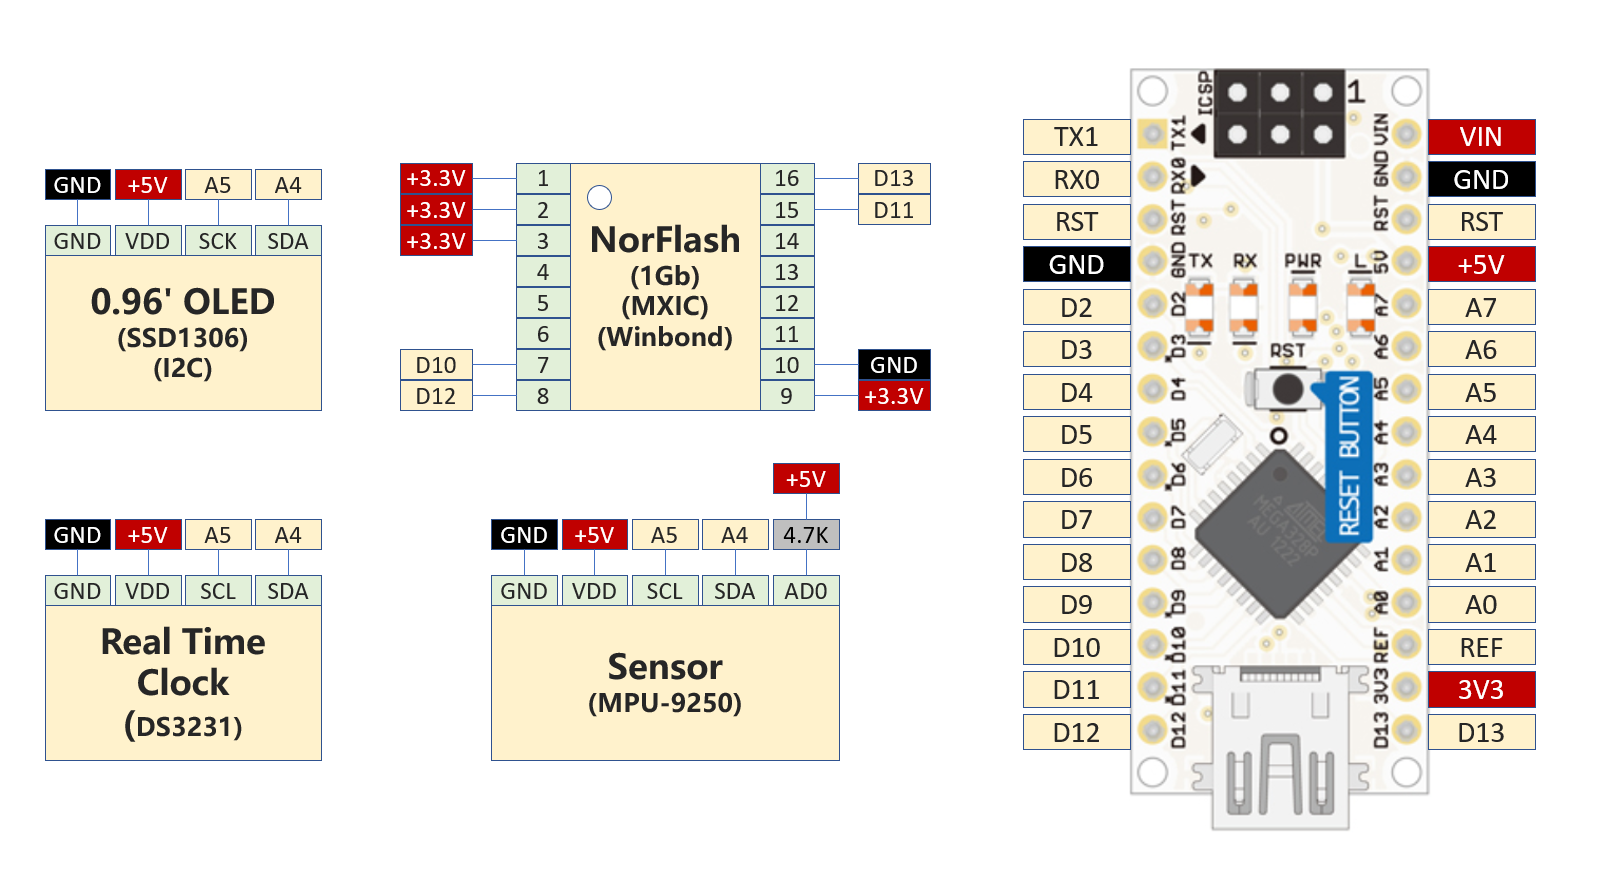 GND +5V A5 A4
GND VDD SCK SDA
0.96' OLED
(SSD1306)
(I2C)
+3.3V 1 16 D13
+3.3V 2 15 D11
+3.3V 3 14
4 13
5 12
6 11
D10 7 10 GND
D12 8 9 +3.3V
NorFlash
(1Gb)
(MXIC)
(Winbond)
GND +5V A5 A4
GND VDD SCL SDA
Real Time
Clock
(DS3231)
+5V
GND +5V A5 A4 4.7K
GND VDD SCL SDA AD0
Sensor
(MPU-9250)
ICSP 1
TX1 TX1 VIN VIN
RX0 RX0 GND GND
RST RST RST RST
GND GND 5V +5V
TX RX PWR L
D2 D2 A7 A7
D3 D3 A6 A6
RST
D4 D4 A5 A5
D5 D5 A4 A4
D6 D6 A3 A3
D7 D7 A2 A2
D8 D8 A1 A1
D9 D9 A0 A0
D10 D10 REF REF
D11 D11 3V3 3V3
D12 D12 D13 D13
RESET BUTTON
MEGA328P
AU 1222